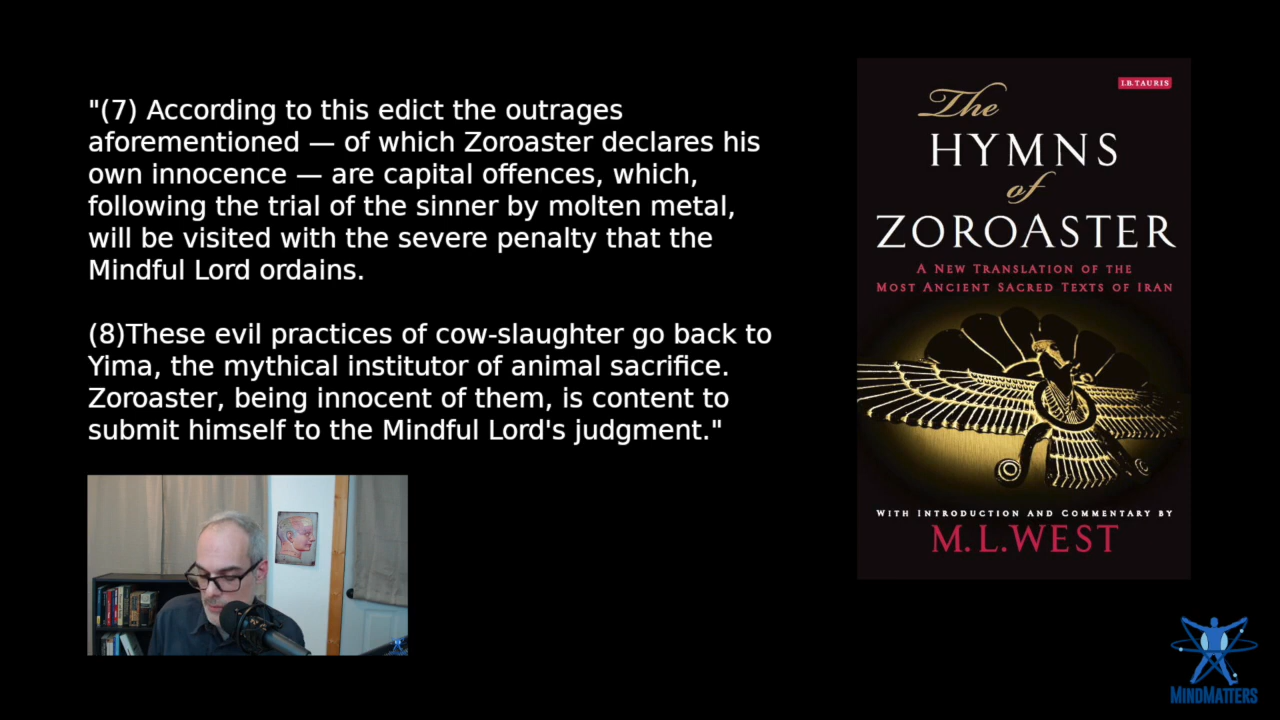 "(7) According to this edict the outrages
aforementioned — of which Zoroaster declares his
own innocence — are capital offences, which,
following the trial of the sinner by molten metal,
will be visited with the severe penalty that the
Mindful Lord ordains.
(8)These evil practices of cow-slaughter go back to
Yima, the mythical institutor of animal sacrifice.
Zoroaster, being innocent of them, is content to
submit himself to the Mindful Lord's judgment."
I.B.TAURIS
The
HYMNS
of
ZOROASTER
A NEW TRANSLATION OF THE
MOST ANCIENT SACRED TEXTS OF IRAN
WITH INTRODUCTION AND COMMENTARY BY
M.L.WEST
MINDMATTERS